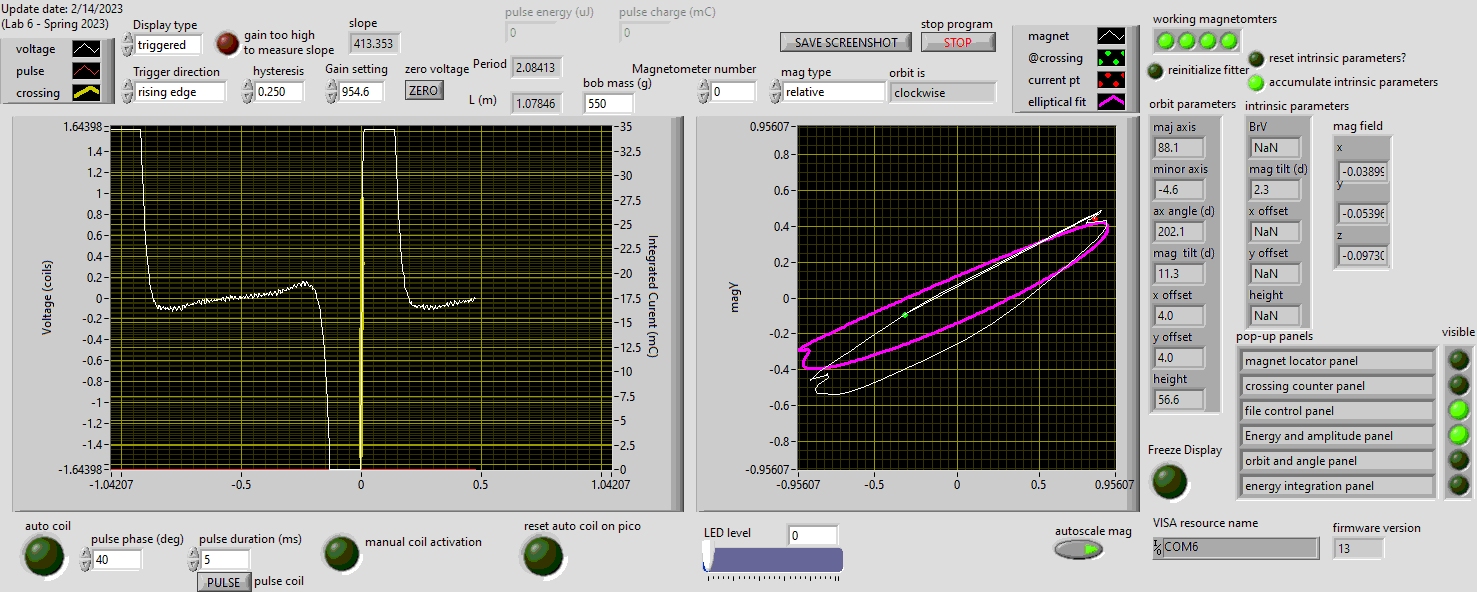 Update date: 2/14/2023
(Lab 6 - Spring 2023)
voltage
pulse
crossing
Display type
triggered
gain too high
to measure slope
slope
413.353
Trigger direction
rising edge
hysteresis
0.250
Gain setting
954.6
zero voltage
ZERO
pulse energy (uJ)
0
pulse charge (mC)
0
Period
2.08413
L (m)
1.07846
bob mass (g)
550
SAVE SCREENSHOT
stop program
STOP
Magnetometer number
0
mag type
relative
orbit is
clockwise
magnet
@crossing
current pt
elliptical fit
working magnetomters
reinitialize fitter
reset intrinsic parameters?
accumulate intrinsic parameters
orbit parameters
maj axis
88.1
minor axis
-4.6
ax angle (d)
202.1
mag tilt (d)
11.3
x offset
4.0
y offset
4.0
height
56.6
intrinsic parameters
BrV
NaN
mag tilt (d)
2.3
x offset
NaN
y offset
NaN
height
NaN
mag field
x
-0.03899
y
-0.05396
z
-0.09730
Voltage (coils)
1.64398
1.4
1.2
1
0.8
0.6
0.4
0.2
0
-0.2
-0.4
-0.6
-0.8
-1
-1.2
-1.4
-1.64398
-1.04207
-0.5
0
0.5
1.04207
35
32.5
30
27.5
25
22.5
20
17.5
15
12.5
10
7.5
5
2.5
0
Integrated Current (mC)
magy
0.95607
0.8
0.6
0.4
0.2
0
-0.2
-0.4
-0.6
-0.8
-0.95607
-0.95607
-0.5
0
0.5
0.95607
pop-up panels
visible
magnet locator panel
crossing counter panel
file control panel
Energy and amplitude panel
orbit and angle panel
energy integration panel
Freeze Display
auto coil
pulse phase (deg)
40
pulse duration (ms)
5
PULSE
pulse coil
manual coil activation
reset auto coil on pico
LED level
0
autoscale mag
VISA resource name
COM6
firmware version
13